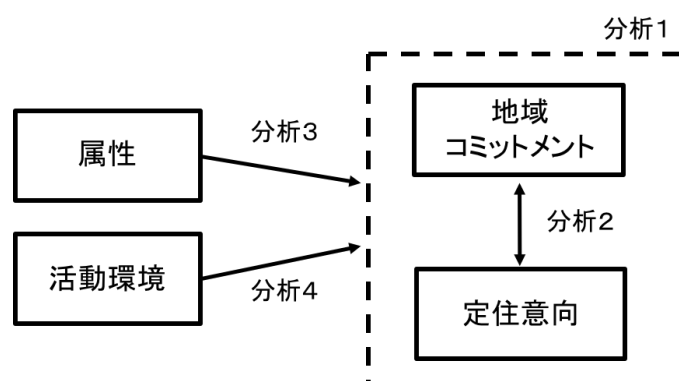 分析１
地域
コミットメント
分析３
属性
分析２
活動環境
分析４
定住意向